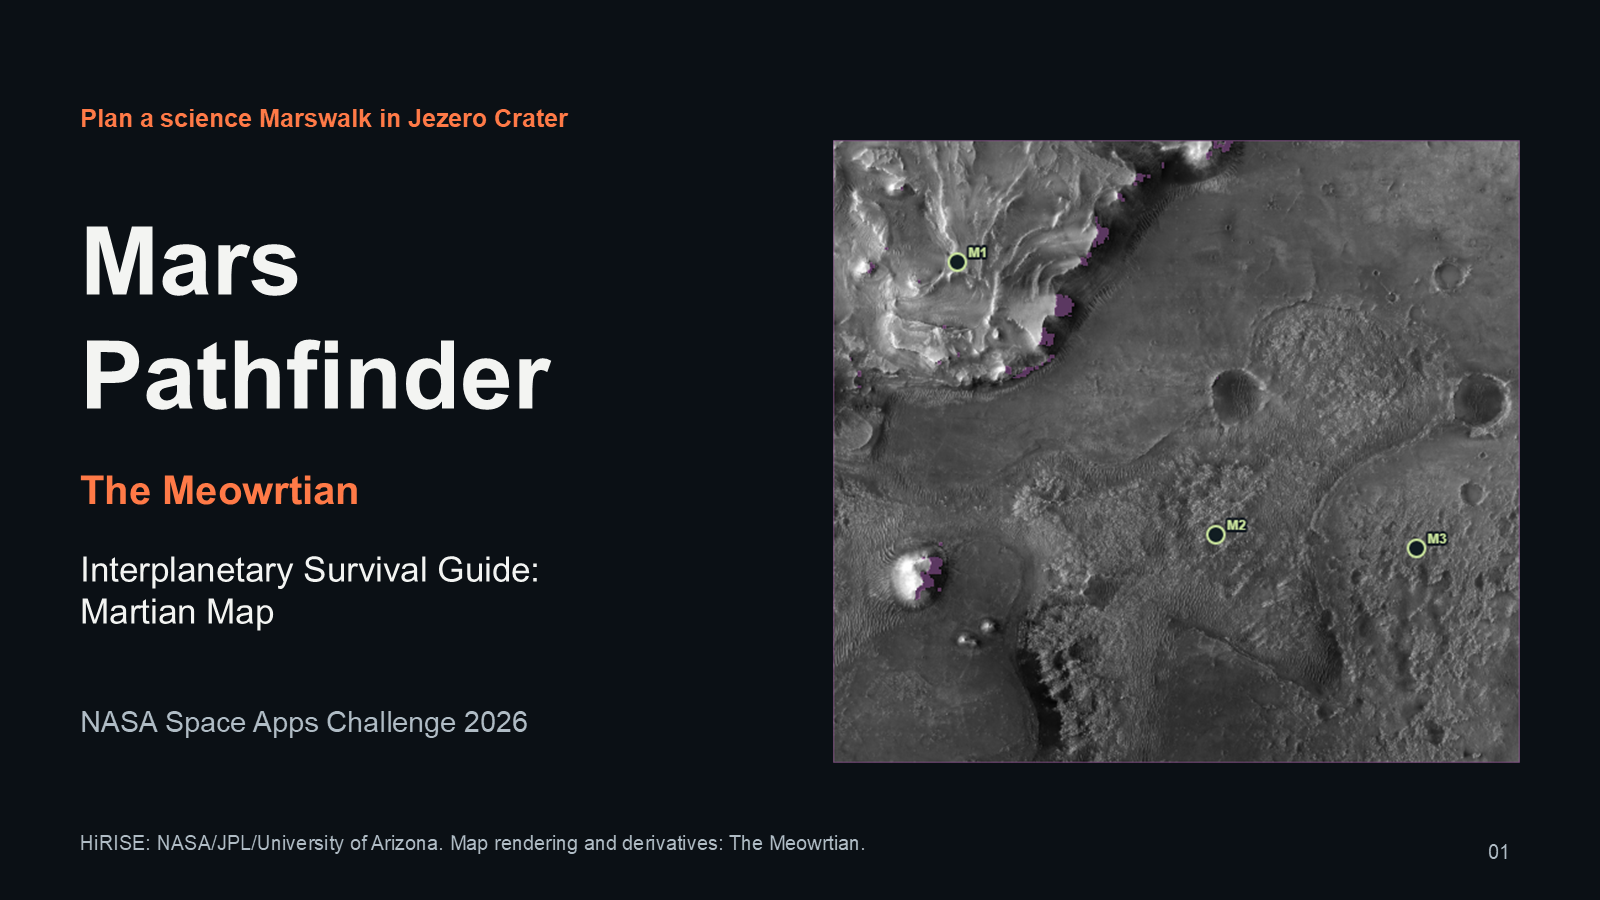 Plan a science Marswalk in Jezero Crater
Mars
Pathfinder
The Meowrtian
Interplanetary Survival Guide:
Martian Map
NASA Space Apps Challenge 2026
M1
M2
M3
HiRISE: NASA/JPL/University of Arizona. Map rendering and derivatives: The Meowrtian.
01